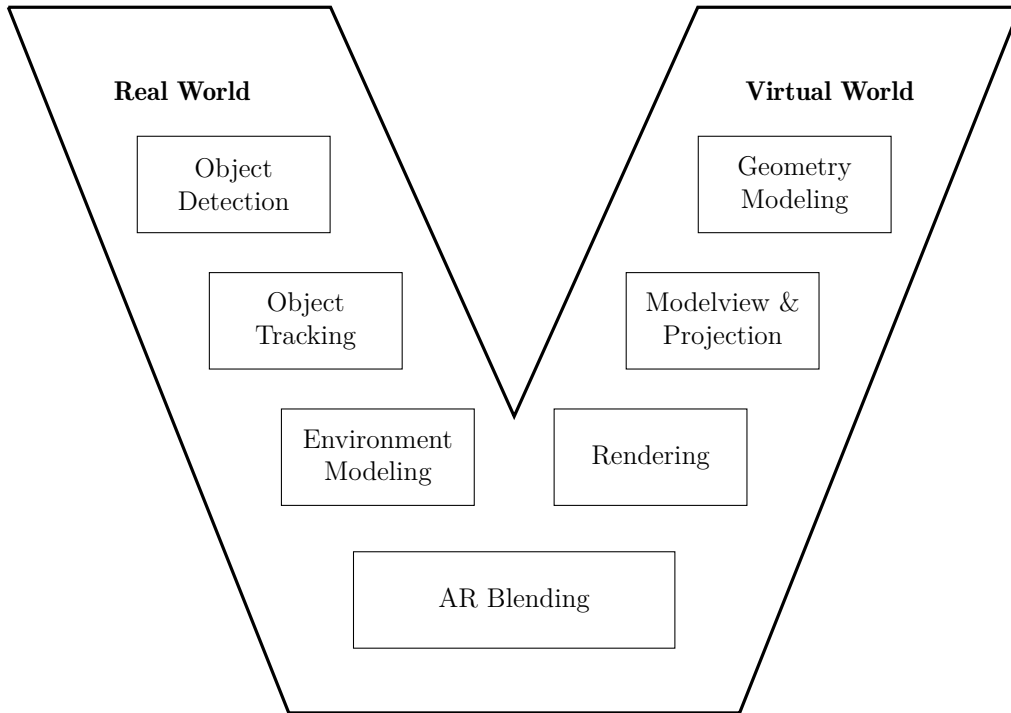 Real World
Object
Detection
Object
Tracking
Environment
Modeling
Virtual World
Geometry
Modeling
Modelview &
Projection
Rendering
AR Blending